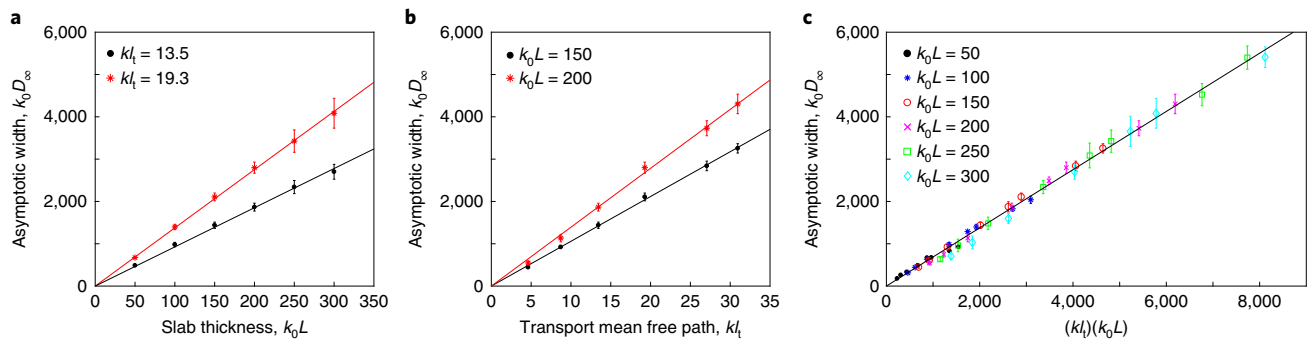 a
6,000
4,000
2,000
0
Asymptotic width, k₀D∞
klₜ = 13.5
klₜ = 19.3
0 50 100 150 200 250 300 350
Slab thickness, k₀L
b
6,000
4,000
2,000
0
Asymptotic width, k₀D∞
k₀L = 150
k₀L = 200
0 5 10 15 20 25 30 35
Transport mean free path, klₜ
c
6,000
4,000
2,000
0
Asymptotic width, k₀D∞
k₀L = 50
k₀L = 100
k₀L = 150
k₀L = 200
k₀L = 250
k₀L = 300
0 2,000 4,000 6,000 8,000
(klₜ)(k₀L)